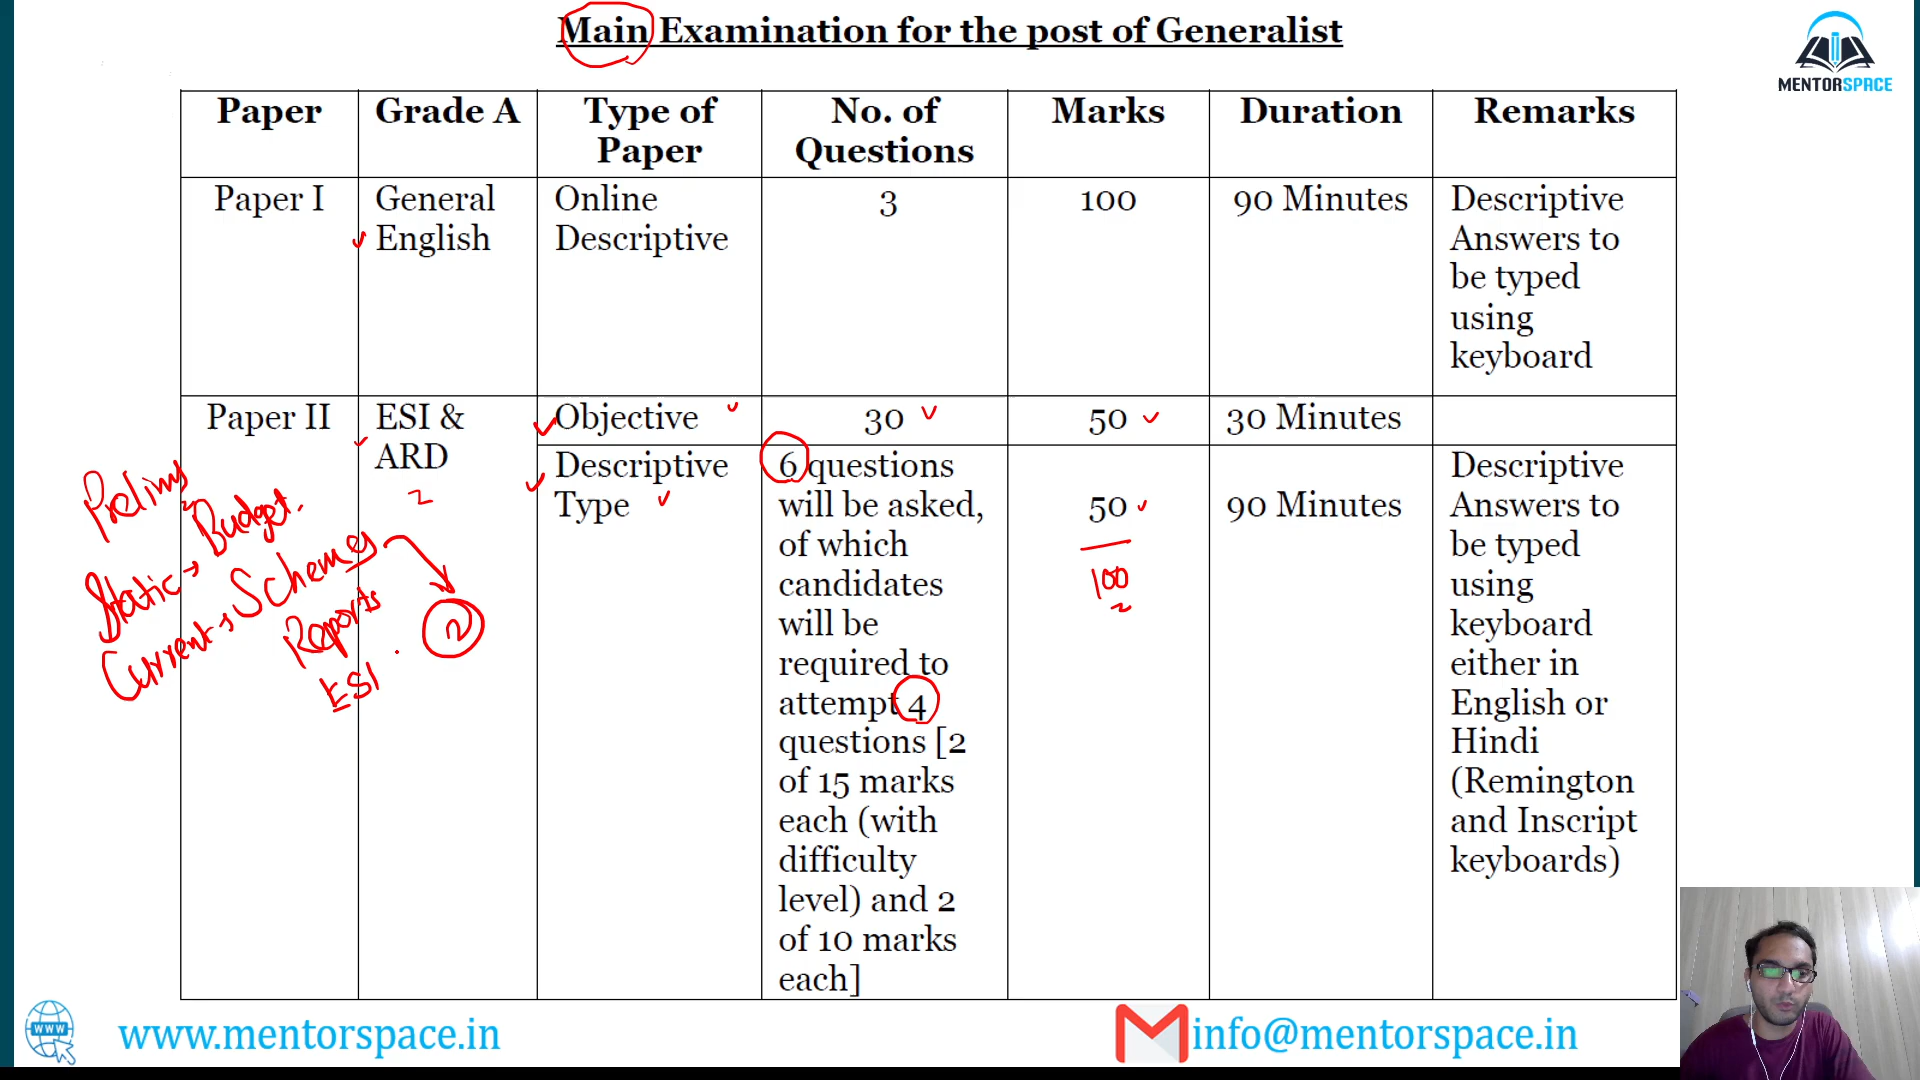 Main Examination for the post of Generalist
MENTORSPACE
Paper
Grade A
Type of
Paper
No. of
Questions
Marks
Duration
Remarks
Paper I
General
English
Online
Descriptive
3
100
90 Minutes
Descriptive
Answers to
be typed
using
keyboard
Paper II
ESI &
ARD
Objective
30
50
30 Minutes
Descriptive
Type
6 questions
will be asked,
of which
candidates
will be
required to
attempt 4
questions [2
of 15 marks
each (with
difficulty
level) and 2
of 10 marks
each]
50
100
90 Minutes
Descriptive
Answers to
be typed
using
keyboard
either in
English or
Hindi
(Remington
and Inscript
keyboards)
Prelims
Budget.
Static
Schemes
Current
Reports
2
ESI
www.mentorspace.in
info@mentorspace.in
WWW